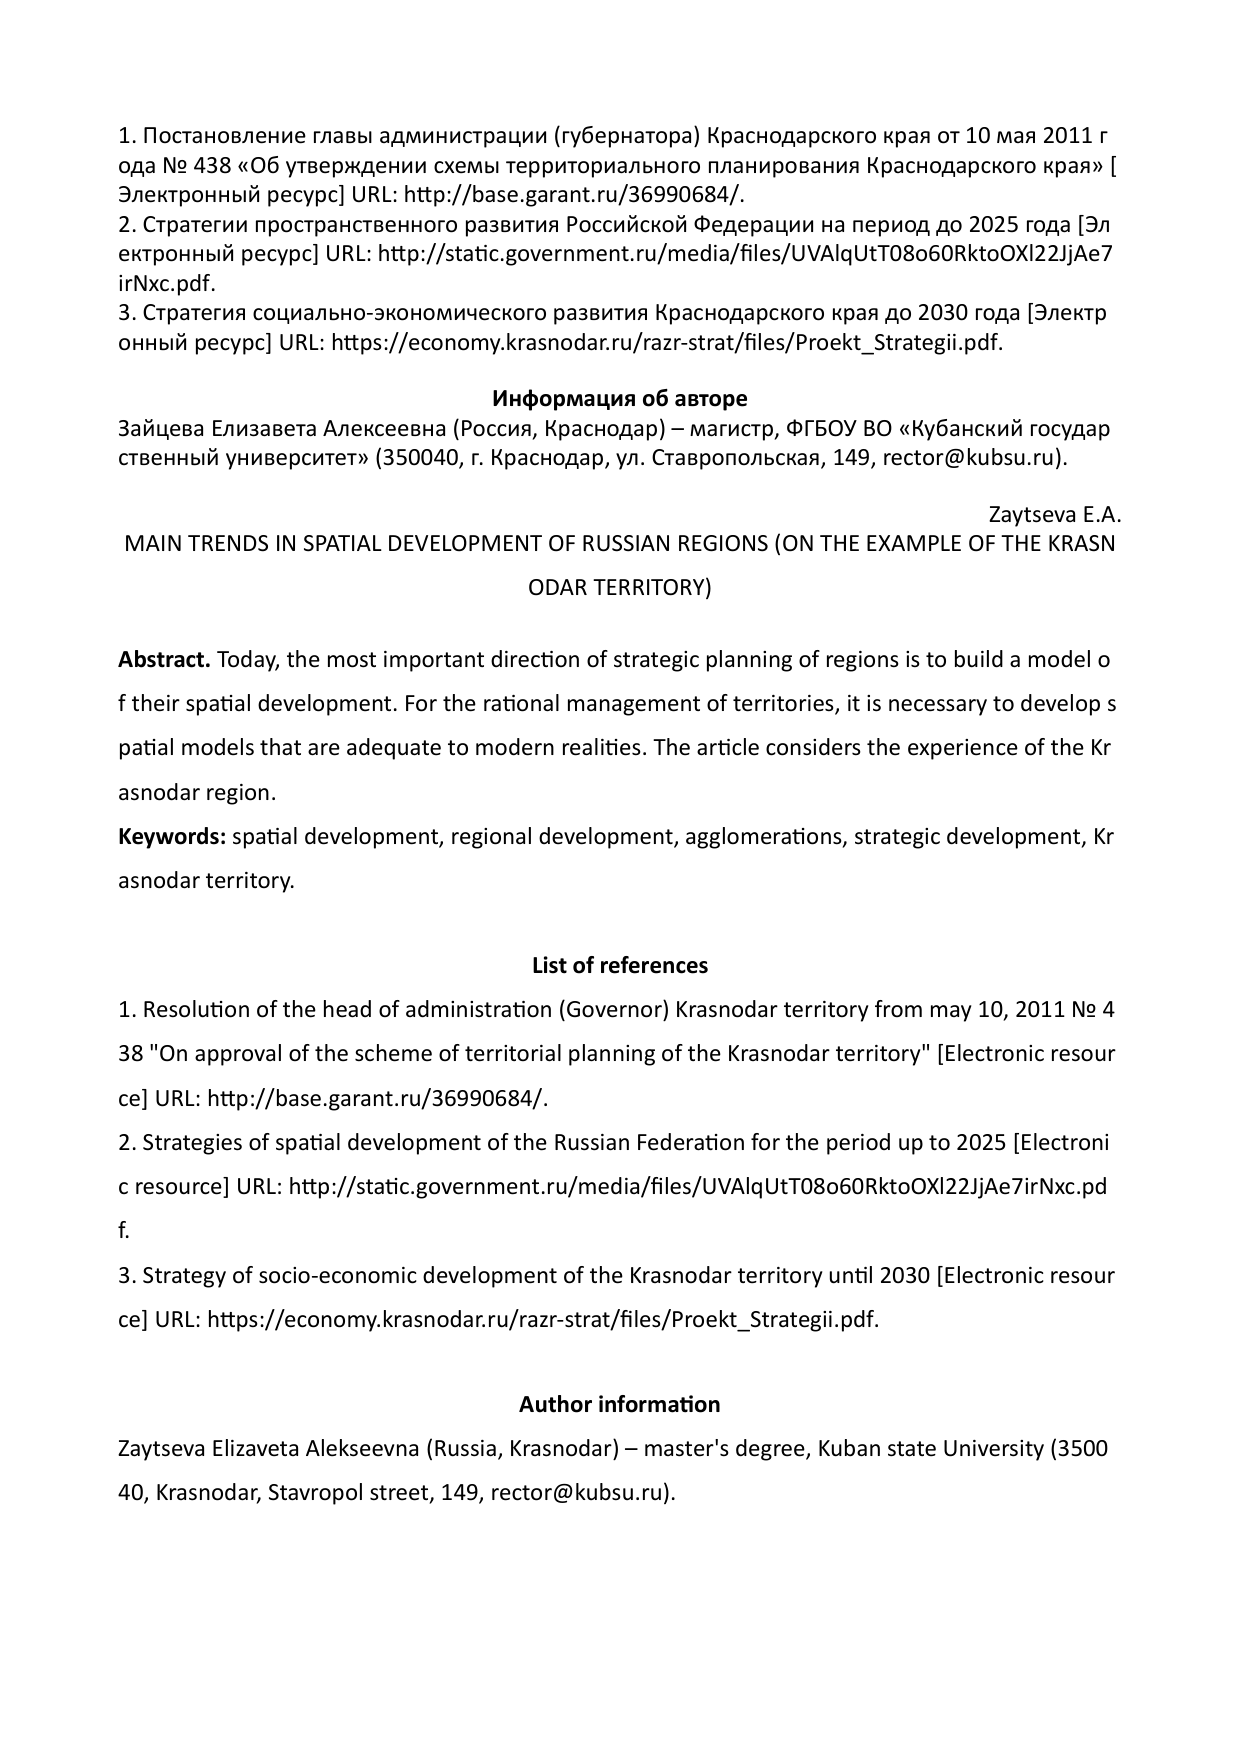 1. Постановление главы администрации (губернатора) Краснодарского края от 10 мая 2011 г
ода № 438 «Об утверждении схемы территориального планирования Краснодарского края» [
Электронный ресурс] URL: http://base.garant.ru/36990684/.
2. Стратегии пространственного развития Российской Федерации на период до 2025 года [Эл
ектронный ресурс] URL: http://static.government.ru/media/files/UVAlqUtT08o60RktoOXl22JjAe7
irNxc.pdf.
3. Стратегия социально-экономического развития Краснодарского края до 2030 года [Электр
онный ресурс] URL: https://economy.krasnodar.ru/razr-strat/files/Proekt_Strategii.pdf.
Информация об авторе
Зайцева Елизавета Алексеевна (Россия, Краснодар) – магистр, ФГБОУ ВО «Кубанский государ
ственный университет» (350040, г. Краснодар, ул. Ставропольская, 149, rector@kubsu.ru).
Zaytseva E.A.
MAIN TRENDS IN SPATIAL DEVELOPMENT OF RUSSIAN REGIONS (ON THE EXAMPLE OF THE KRASN
ODAR TERRITORY)
Abstract. Today, the most important direction of strategic planning of regions is to build a model o
f their spatial development. For the rational management of territories, it is necessary to develop s
patial models that are adequate to modern realities. The article considers the experience of the Kr
asnodar region.
Keywords: spatial development, regional development, agglomerations, strategic development, Kr
asnodar territory.
List of references
1. Resolution of the head of administration (Governor) Krasnodar territory from may 10, 2011 № 4
38 "On approval of the scheme of territorial planning of the Krasnodar territory" [Electronic resour
ce] URL: http://base.garant.ru/36990684/.
2. Strategies of spatial development of the Russian Federation for the period up to 2025 [Electroni
c resource] URL: http://static.government.ru/media/files/UVAlqUtT08o60RktoOXl22JjAe7irNxc.pd
f.
3. Strategy of socio-economic development of the Krasnodar territory until 2030 [Electronic resour
ce] URL: https://economy.krasnodar.ru/razr-strat/files/Proekt_Strategii.pdf.
Author information
Zaytseva Elizaveta Alekseevna (Russia, Krasnodar) – master's degree, Kuban state University (3500
40, Krasnodar, Stavropol street, 149, rector@kubsu.ru).